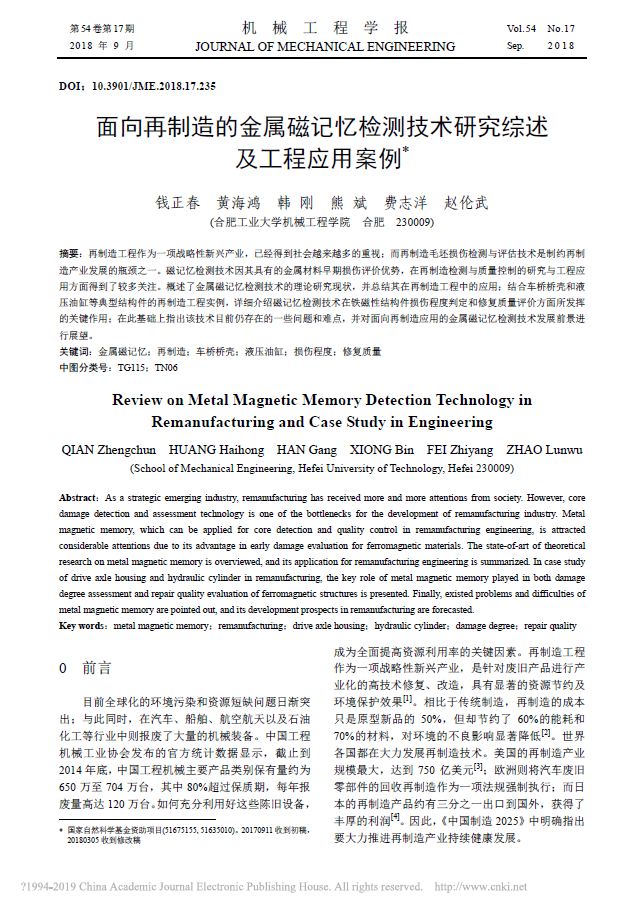 第54卷第17期
2018 年 9 月
机 械 工 程 学 报
JOURNAL OF MECHANICAL ENGINEERING
Vol.54 No.17
Sep. 2018
DOI：10.3901/JME.2018.17.235
面向再制造的金属磁记忆检测技术研究综述
及工程应用案例*
钱正春 黄海鸿 韩 刚 熊 斌 费志洋 赵伦武
(合肥工业大学机械工程学院 合肥 230009)
摘要：再制造工程作为一项战略性新兴产业，已经得到社会越来越多的重视；而再制造毛坯损伤检测与评估技术是制约再制
造产业发展的瓶颈之一。磁记忆检测技术因其具有的金属材料早期损伤评价优势，在再制造检测与质量控制的研究与工程应
用方面得到了较多关注。概述了金属磁记忆检测技术的理论研究现状，并总结其在再制造工程中的应用；结合车桥桥壳和液
压油缸等典型结构件的再制造工程实例，详细介绍磁记忆检测技术在铁磁性结构件损伤程度判定和修复质量评价方面所发挥
的关键作用；在此基础上指出该技术目前仍存在的一些问题和难点，并对面向再制造应用的金属磁记忆检测技术发展前景进
行展望。
关键词：金属磁记忆；再制造；车桥桥壳；液压油缸；损伤程度；修复质量
中图分类号：TG115；TN06
Review on Metal Magnetic Memory Detection Technology in
Remanufacturing and Case Study in Engineering
QIAN Zhengchun HUANG Haihong HAN Gang XIONG Bin FEI Zhiyang ZHAO Lunwu
(School of Mechanical Engineering, Hefei University of Technology, Hefei 230009)
Abstract：As a strategic emerging industry, remanufacturing has received more and more attentions from society. However, core
damage detection and assessment technology is one of the bottlenecks for the development of remanufacturing industry. Metal
magnetic memory, which can be applied for core detection and quality control in remanufacturing engineering, is attracted
considerable attentions due to its advantage in early damage evaluation for ferromagnetic materials. The state-of-art of theoretical
research on metal magnetic memory is overviewed, and its application for remanufacturing engineering is summarized. In case study
of drive axle housing and hydraulic cylinder in remanufacturing, the key role of metal magnetic memory played in both damage
degree assessment and repair quality evaluation of ferromagnetic structures is presented. Finally, existed problems and difficulties of
metal magnetic memory are pointed out, and its development prospects in remanufacturing are forecasted.
Key words：metal magnetic memory；remanufacturing；drive axle housing；hydraulic cylinder；damage degree；repair quality
0 前言
目前全球化的环境污染和资源短缺问题日渐突
出；与此同时，在汽车、船舶、航空航天以及石油
化工等行业中则报废了大量的机械装备。中国工程
机械工业协会发布的官方统计数据显示，截止到
2014年底，中国工程机械主要产品类别保有量约为
650 万至 704 万台，其中 80%超过保质期，每年报
废量高达 120 万台。如何充分利用好这些陈旧设备，
* 国家自然科学基金资助项目(51675155, 51635010)。20170911收到初稿，
20180305收到修改稿
成为全面提高资源利用率的关键因素。再制造工程
作为一项战略性新兴产业，是针对废旧产品进行产
业化的高技术修复、改造，具有显著的资源节约及
环境保护效果[1]。相比于传统制造，再制造的成本
只是原型新品的 50%，但却节约了 60%的能耗和
70%的材料，对环境的不良影响显著降低[2]。世界
各国都在大力发展再制造技术。美国的再制造产业
规模最大，达到 750 亿美元[3]；欧洲则将汽车废旧
零部件的回收再制造作为一项法规强制执行；而日
本的再制造产品约有三分之一出口到国外，获得了
丰厚的利润[4]。因此，《中国制造 2025》中明确指出
要大力推进再制造产业持续健康发展。
?1994-2019 China Academic Journal Electronic Publishing House. All rights reserved. http://www.cnki.net